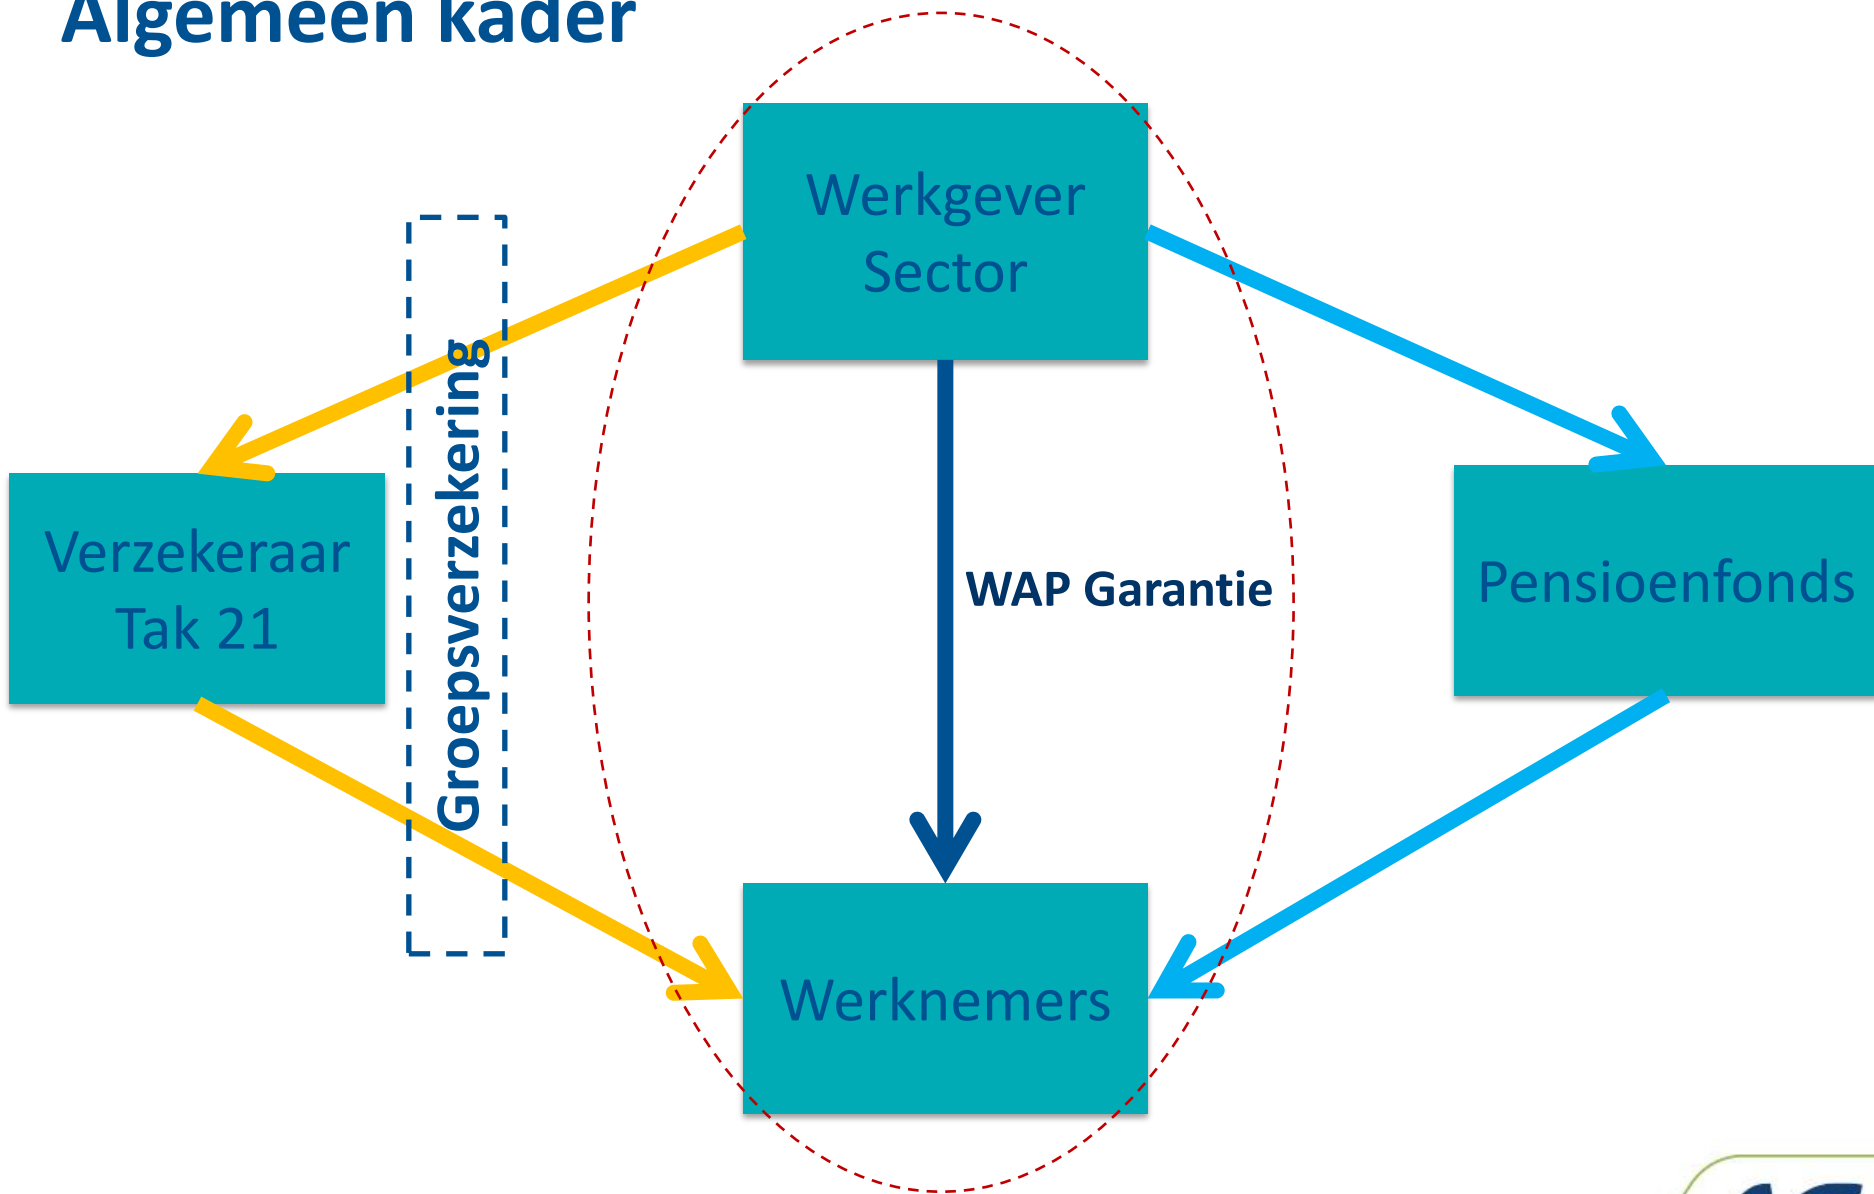 Algemeen kader
Werkgever
Sector
Groepsverzekering
Verzekeraar
Tak 21
WAP Garantie
Pensioenfonds
Werknemers